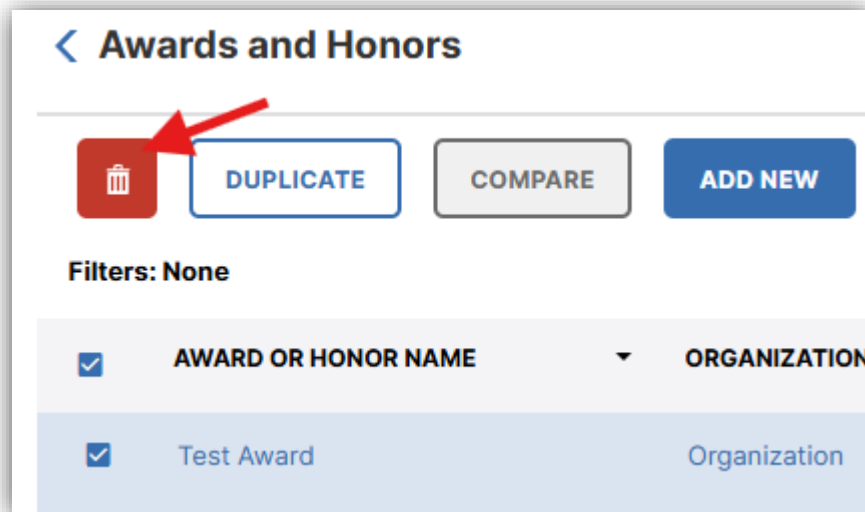 Awards and Honors
DUPLICATE COMPARE ADD NEW
Filters: None
AWARD OR HONOR NAME ORGANIZATION
Test Award Organization